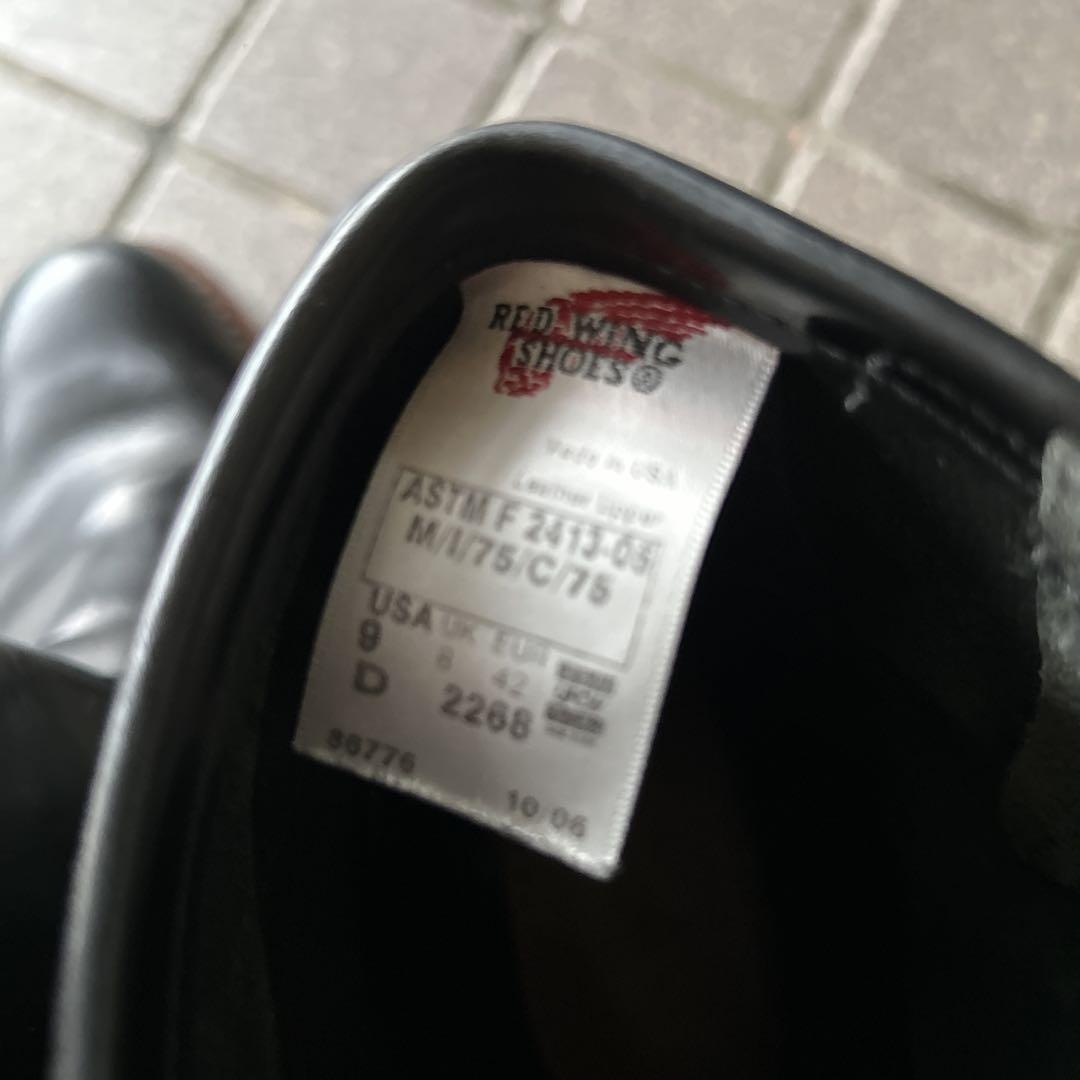 RED WING
SHOES®
Made in USA
Leather Upper
ASTM F 2413-05
M/I/75/C/75
USA UK EUR
9 8 42
D 2268
86776
10/06